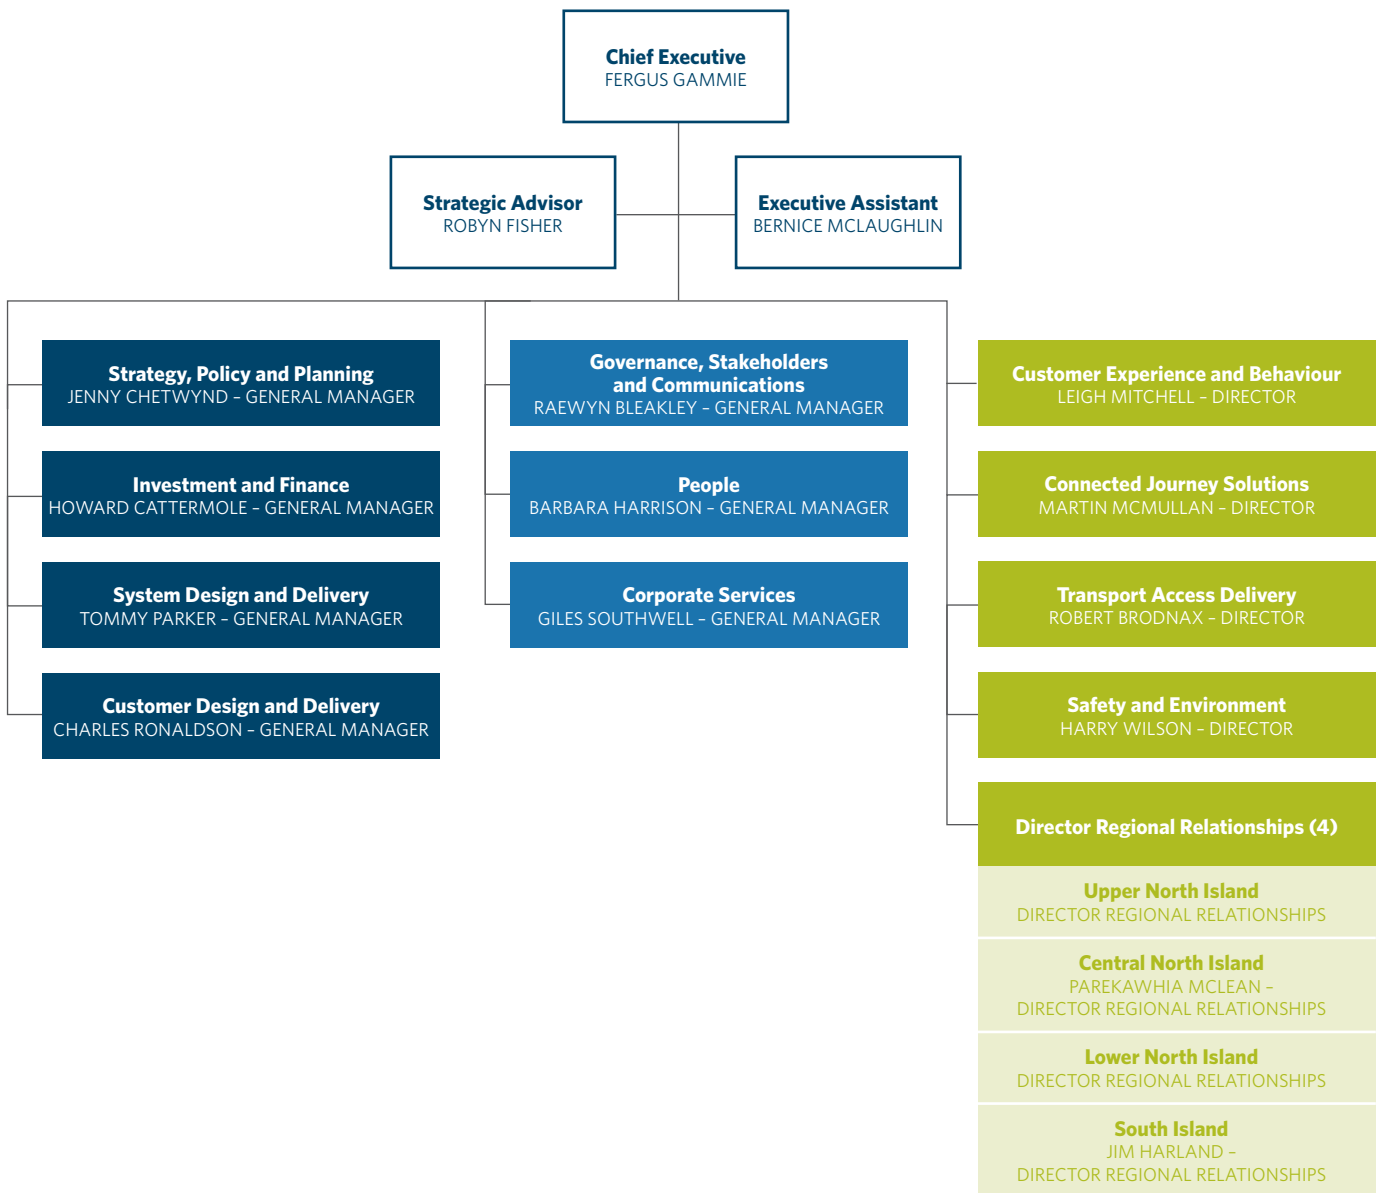 Chief Executive
FERGUS GAMMIE
Strategic Advisor
ROBYN FISHER
Executive Assistant
BERNICE MCLAUGHLIN
Strategy, Policy and Planning
JENNY CHETWYND – GENERAL MANAGER
Investment and Finance
HOWARD CATTERMOLE – GENERAL MANAGER
System Design and Delivery
TOMMY PARKER – GENERAL MANAGER
Customer Design and Delivery
CHARLES RONALDSON – GENERAL MANAGER
Governance, Stakeholders
and Communications
RAEWYN BLEAKLEY – GENERAL MANAGER
People
BARBARA HARRISON – GENERAL MANAGER
Corporate Services
GILES SOUTHWELL – GENERAL MANAGER
Customer Experience and Behaviour
LEIGH MITCHELL – DIRECTOR
Connected Journey Solutions
MARTIN MCMULLAN – DIRECTOR
Transport Access Delivery
ROBERT BRODNAX – DIRECTOR
Safety and Environment
HARRY WILSON – DIRECTOR
Director Regional Relationships (4)
Upper North Island
DIRECTOR REGIONAL RELATIONSHIPS
Central North Island
PAREKAWHIA MCLEAN –
DIRECTOR REGIONAL RELATIONSHIPS
Lower North Island
DIRECTOR REGIONAL RELATIONSHIPS
South Island
JIM HARLAND –
DIRECTOR REGIONAL RELATIONSHIPS